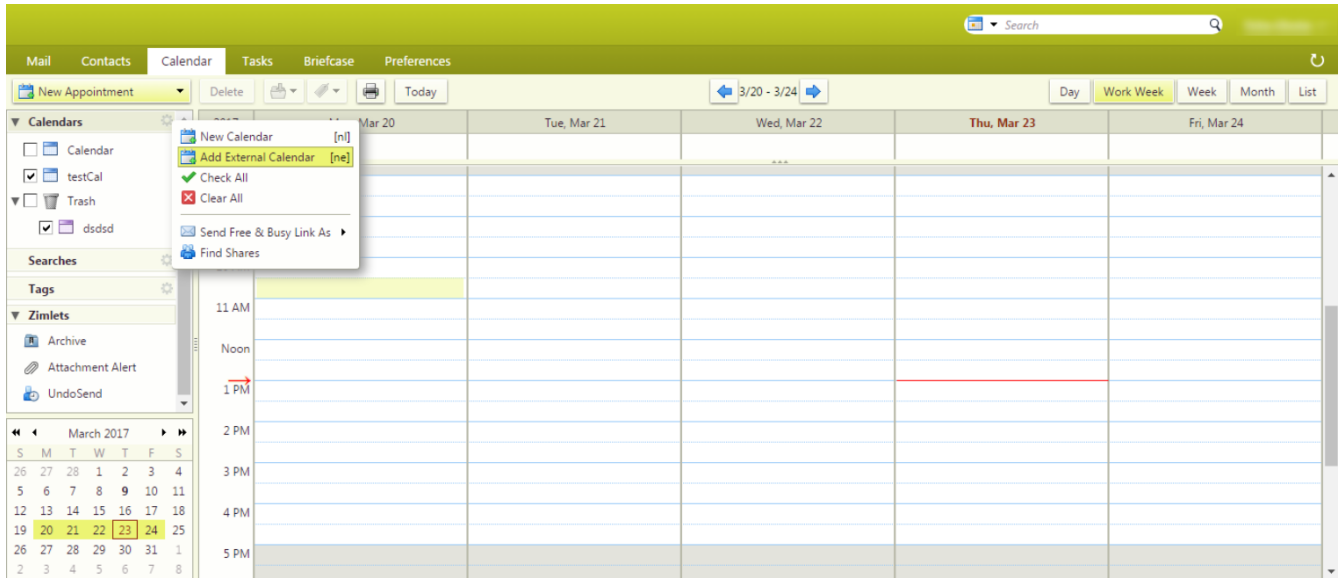 Search
Mail Contacts Calendar Tasks Briefcase Preferences
New Appointment Delete Today 3/20 - 3/24 Day Work Week Week Month List
Calendars
Calendar
testCal
Trash
dsdsd
Searches
Tags
Zimlets
Archive
Attachment Alert
UndoSend
New Calendar [nl]
Add External Calendar [ne]
Check All
Clear All
Send Free & Busy Link As
Find Shares
Mar 20 Tue, Mar 21 Wed, Mar 22 Thu, Mar 23 Fri, Mar 24
11 AM
Noon
1 PM
2 PM
3 PM
4 PM
5 PM
March 2017
S M T W T F S
26 27 28 1 2 3 4
5 6 7 8 9 10 11
12 13 14 15 16 17 18
19 20 21 22 23 24 25
26 27 28 29 30 31 1
2 3 4 5 6 7 8